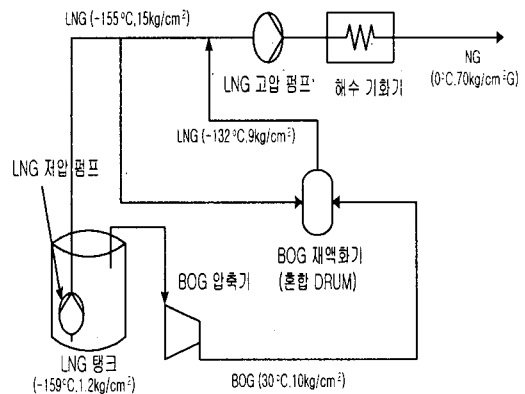 LNG (-155℃,15kg/cm²)
LNG 고압 펌프
해수 기화기
NG
(0℃,70kg/cm²G)
LNG (-132℃,9kg/cm²)
LNG 저압 펌프
BOG 재액화기
(혼합 DRUM)
BOG 압축기
LNG 탱크
(-159℃,1.2kg/cm²)
BOG (30℃,10kg/cm²)